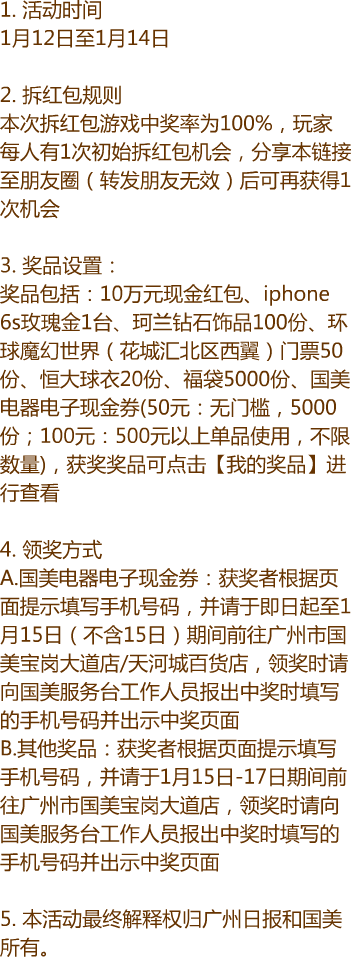 1. 活动时间
1月12日至1月14日
2. 拆红包规则
本次拆红包游戏中奖率为100%，玩家
每人有1次初始拆红包机会，分享本链接
至朋友圈（转发朋友无效）后可再获得1
次机会
3. 奖品设置：
奖品包括：10万元现金红包、iphone
6s玫瑰金1台、珂兰钻石饰品100份、环
球魔幻世界（花城汇北区西翼）门票50
份、恒大球衣20份、福袋5000份、国美
电器电子现金券(50元：无门槛，5000
份；100元：500元以上单品使用，不限
数量)，获奖奖品可点击【我的奖品】进
行查看
4. 领奖方式
A.国美电器电子现金券：获奖者根据页
面提示填写手机号码，并请于即日起至1
月15日（不含15日）期间前往广州市国
美宝岗大道店/天河城百货店，领奖时请
向国美服务台工作人员报出中奖时填写
的手机号码并出示中奖页面
B.其他奖品：获奖者根据页面提示填写
手机号码，并请于1月15日-17日期间前
往广州市国美宝岗大道店，领奖时请向
国美服务台工作人员报出中奖时填写的
手机号码并出示中奖页面
5. 本活动最终解释权归广州日报和国美
所有。